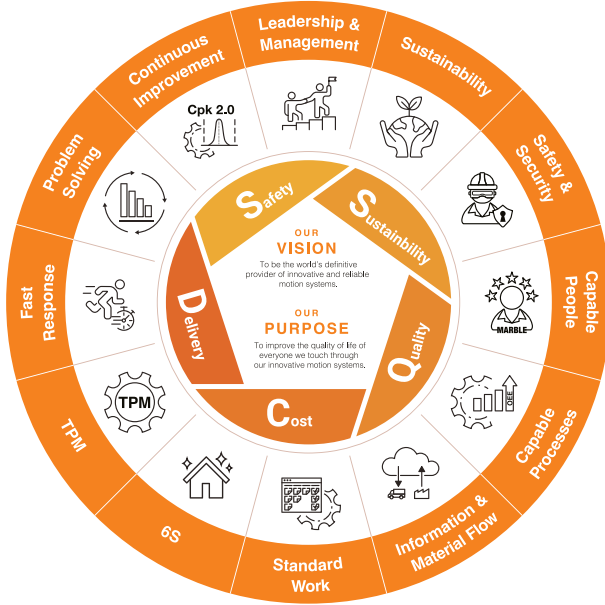 Leadership &
Management
Sustainability
Safety &
Security
Capable
People
Capable
Processes
Information &
Material Flow
Standard
Work
6S
TPM
Fast
Response
Problem
Solving
Continuous
Improvement
Cpk 2.0
MARBLE
OEE
TPM
Safety
Sustainbility
Quality
Cost
Delivery
OUR
VISION
To be the world's definitive
provider of innovative and reliable
motion systems.
OUR
PURPOSE
To improve the quality of life of
everyone we touch through
our innovative motion systems.